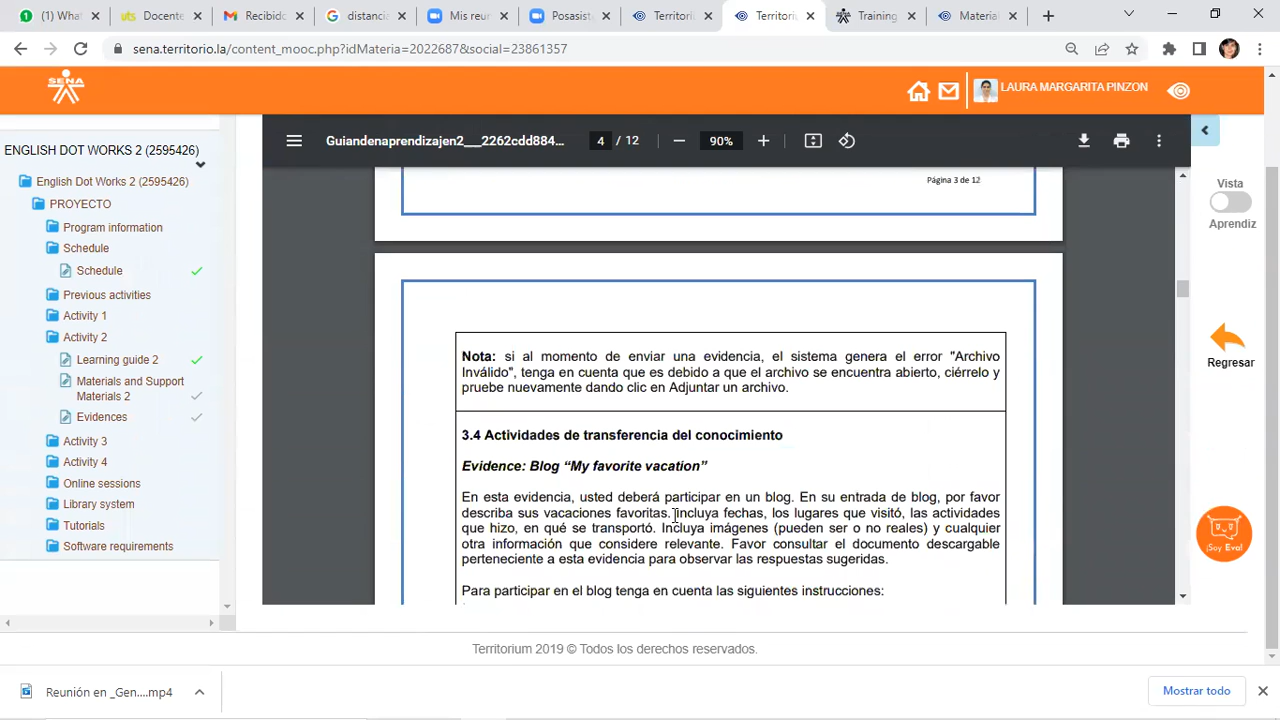 (1) What
Docente
Recibido
distancia
Mis reu
Posasist
Territori
Territori
Training
Material
sena.territorio.la/content_mooc.php?idMateria=2022687&social=23861357
SENA
LAURA MARGARITA PINZON
ENGLISH DOT WORKS 2 (2595426)
English Dot Works 2 (2595426)
PROYECTO
Program information
Schedule
Schedule
Previous activities
Activity 1
Activity 2
Learning guide 2
Materials and Support
Materials 2
Evidences
Activity 3
Activity 4
Online sessions
Library system
Tutorials
Software requirements
Guiandenaprendizajen2___2262cdd884...
4 / 12
90%
Página 3 de 12
Nota: si al momento de enviar una evidencia, el sistema genera el error "Archivo
Inválido", tenga en cuenta que es debido a que el archivo se encuentra abierto, ciérrelo y
pruebe nuevamente dando clic en Adjuntar un archivo.
3.4 Actividades de transferencia del conocimiento
Evidence: Blog “My favorite vacation”
En esta evidencia, usted deberá participar en un blog. En su entrada de blog, por favor
describa sus vacaciones favoritas. Incluya fechas, los lugares que visitó, las actividades
que hizo, en qué se transportó. Incluya imágenes (pueden ser o no reales) y cualquier
otra información que considere relevante. Favor consultar el documento descargable
perteneciente a esta evidencia para observar las respuestas sugeridas.
Para participar en el blog tenga en cuenta las siguientes instrucciones:
Vista
Aprendiz
Regresar
¡Soy Eva!
Territorium 2019 © Todos los derechos reservados.
Reunión en _Gen....mp4
Mostrar todo